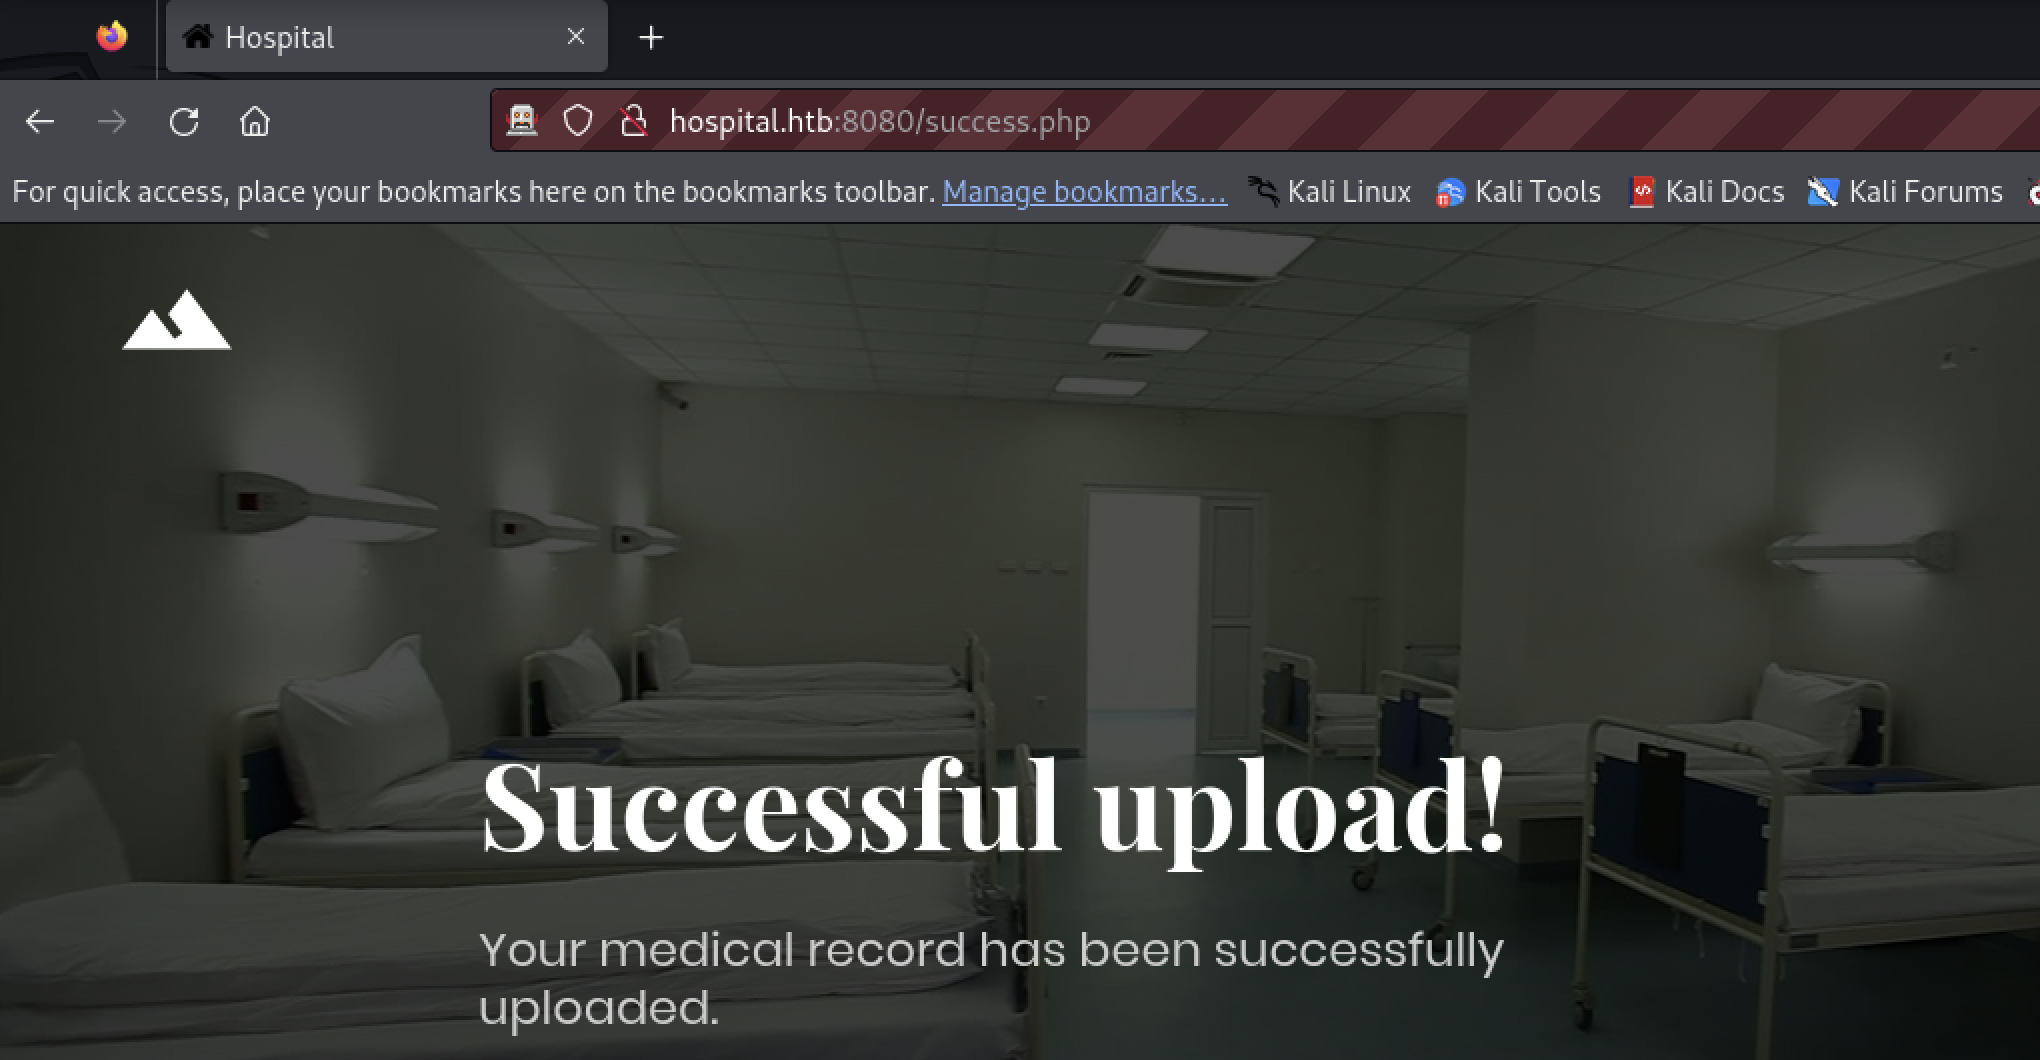 Hospital
hospital.htb:8080/success.php
For quick access, place your bookmarks here on the bookmarks toolbar. Manage bookmarks... Kali Linux Kali Tools Kali Docs Kali Forums
Successful upload!
Your medical record has been successfully
uploaded.